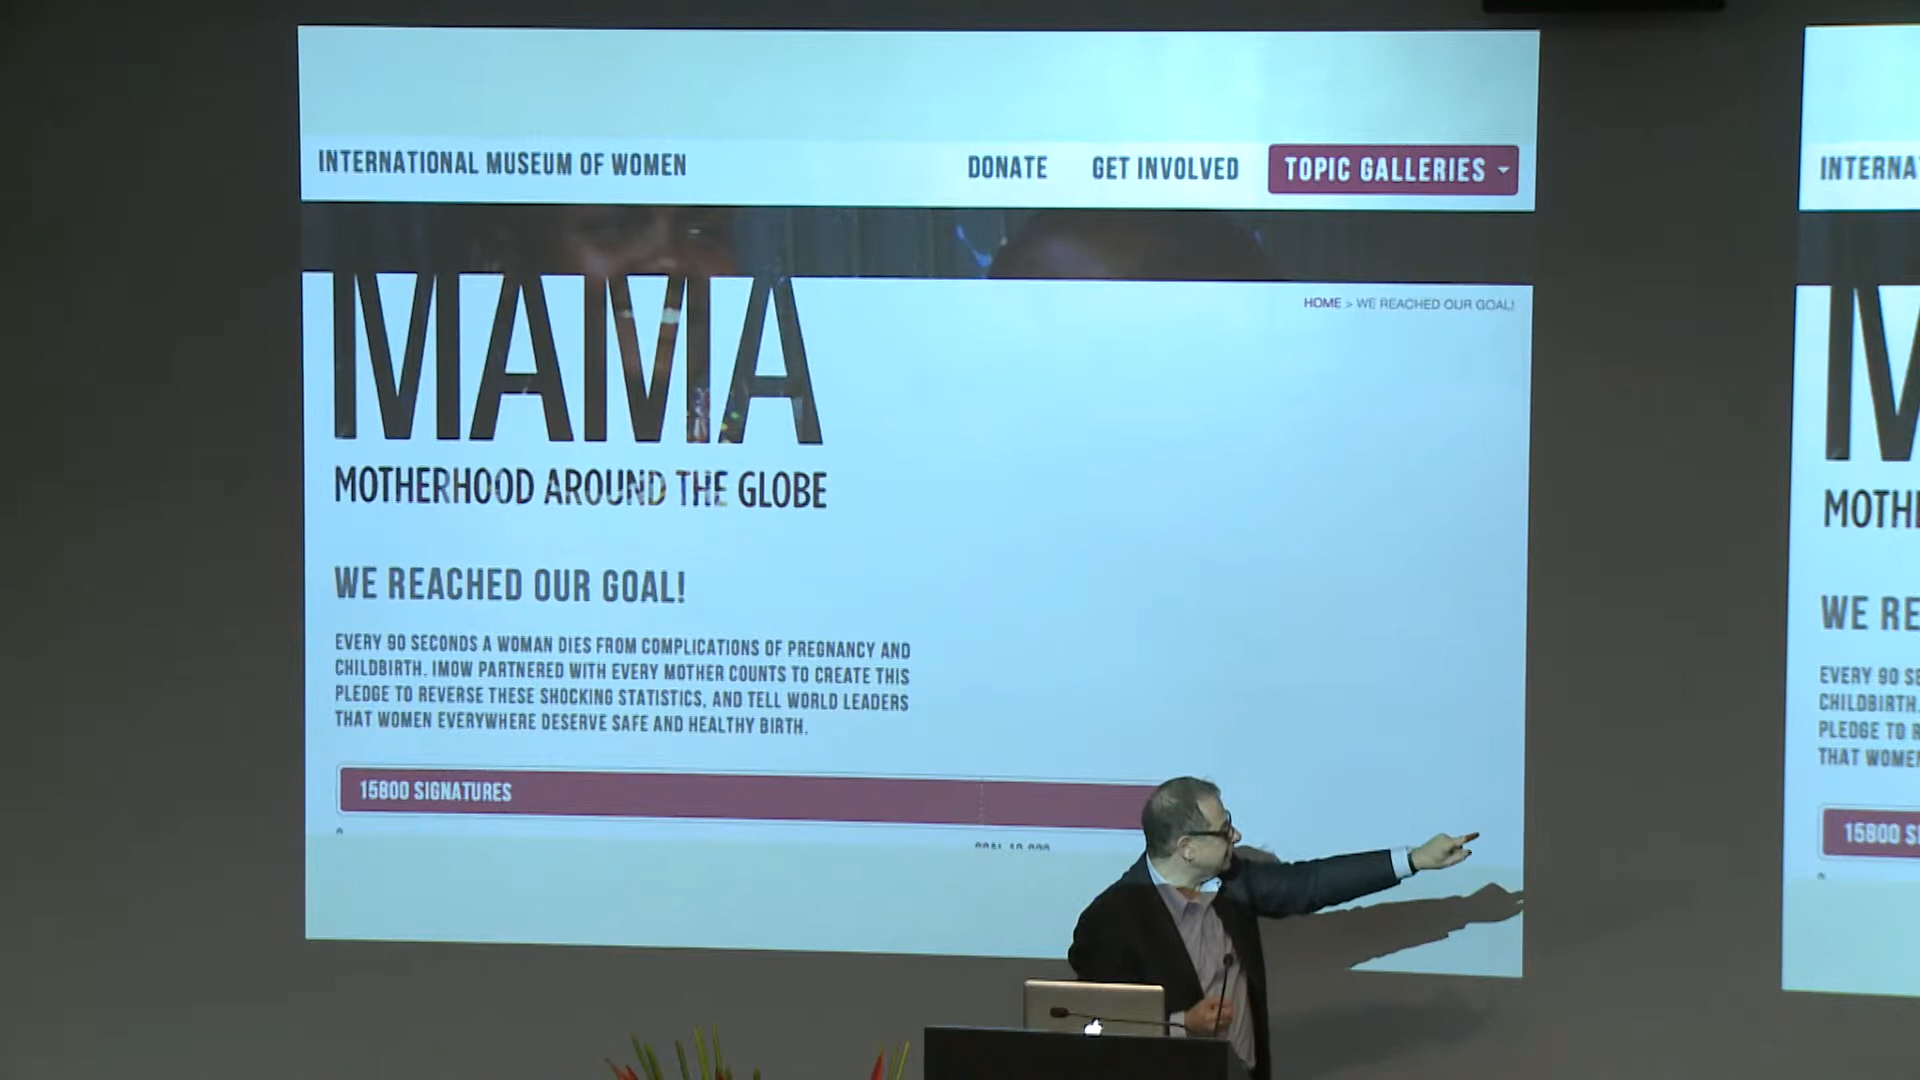 INTERNATIONAL MUSEUM OF WOMEN
DONATE
GET INVOLVED
TOPIC GALLERIES
HOME > WE REACHED OUR GOAL!
MAMA
MOTHERHOOD AROUND THE GLOBE
WE REACHED OUR GOAL!
EVERY 90 SECONDS A WOMAN DIES FROM COMPLICATIONS OF PREGNANCY AND
CHILDBIRTH. IMOW PARTNERED WITH EVERY MOTHER COUNTS TO CREATE THIS
PLEDGE TO REVERSE THESE SHOCKING STATISTICS, AND TELL WORLD LEADERS
THAT WOMEN EVERYWHERE DESERVE SAFE AND HEALTHY BIRTH.
15800 SIGNATURES
INTERNA
M
MOTH
WE RE
EVERY 90 SE
CHILDBIRTH.
PLEDGE TO R
THAT WOMEN
15800 S